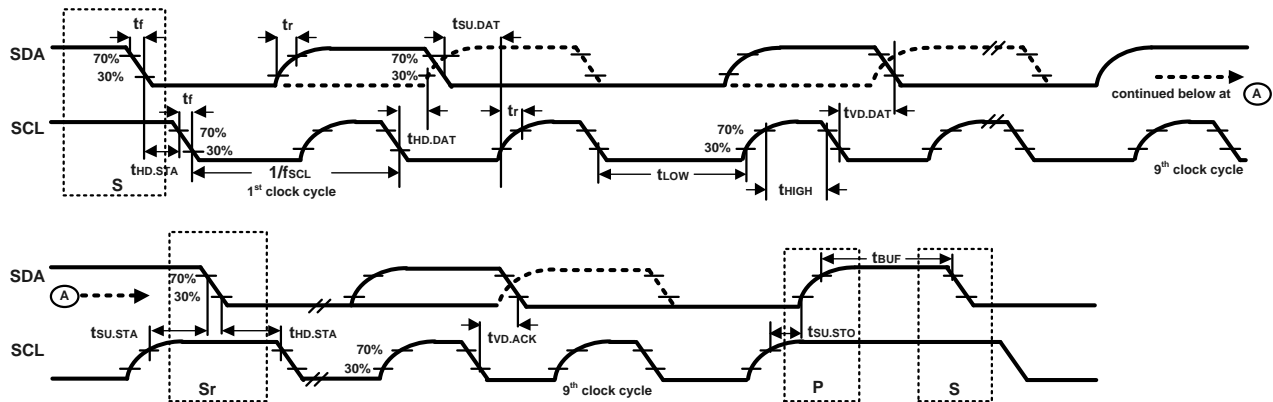 tf tr tSU.DAT
SDA 70% 30% 70% 30%
continued below at A
tf tHD.DAT tr tVD.DAT
SCL 70% 30% 70% 30%
tHD.STA 1/fSCL tLOW tHIGH
S 1st clock cycle 9th clock cycle
SDA 70% 30% tBUF
A
tSU.STA tHD.STA tVD.ACK tSU.STO
SCL 70% 30%
Sr 9th clock cycle P S